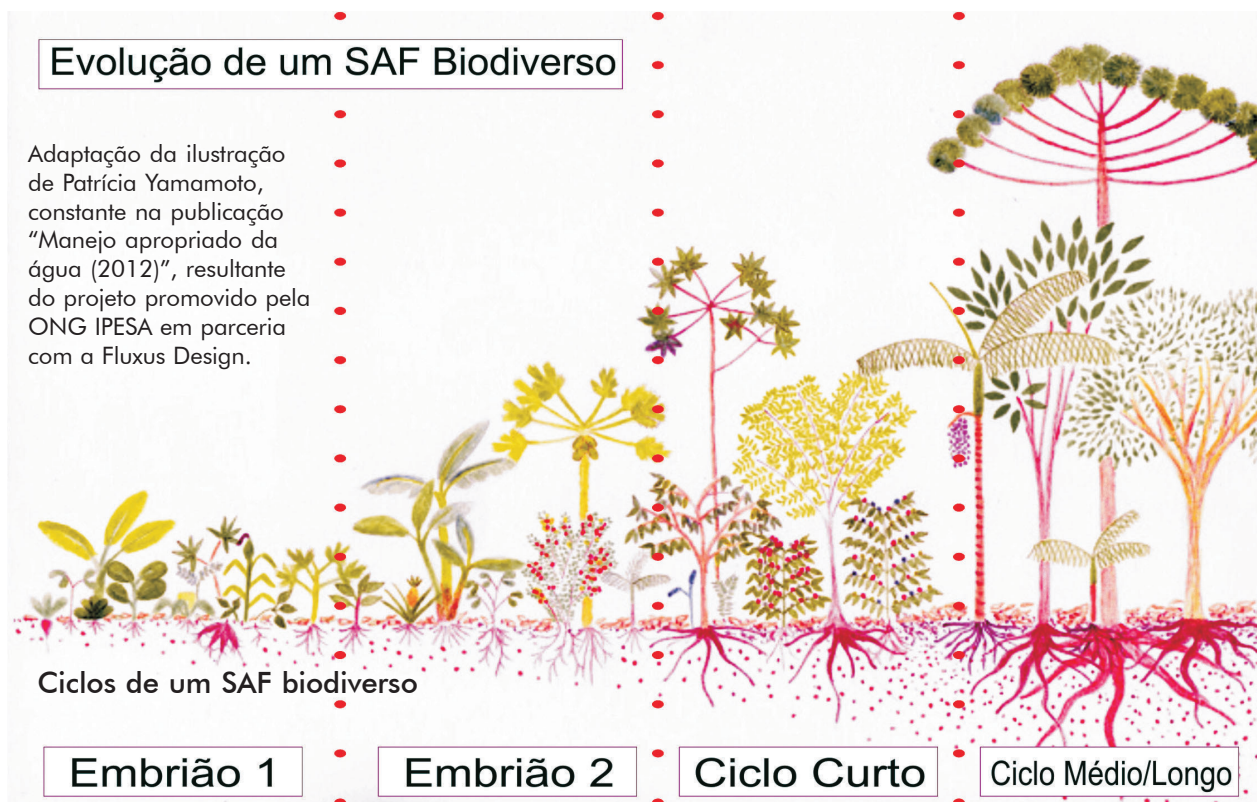 Evolução de um SAF Biodiverso
Adaptação da ilustração
de Patrícia Yamamoto,
constante na publicação
“Manejo apropriado da
água (2012)”, resultante
do projeto promovido pela
ONG IPESA em parceria
com a Fluxus Design.
Ciclos de um SAF biodiverso
Embrião 1
Embrião 2
Ciclo Curto
Ciclo Médio/Longo